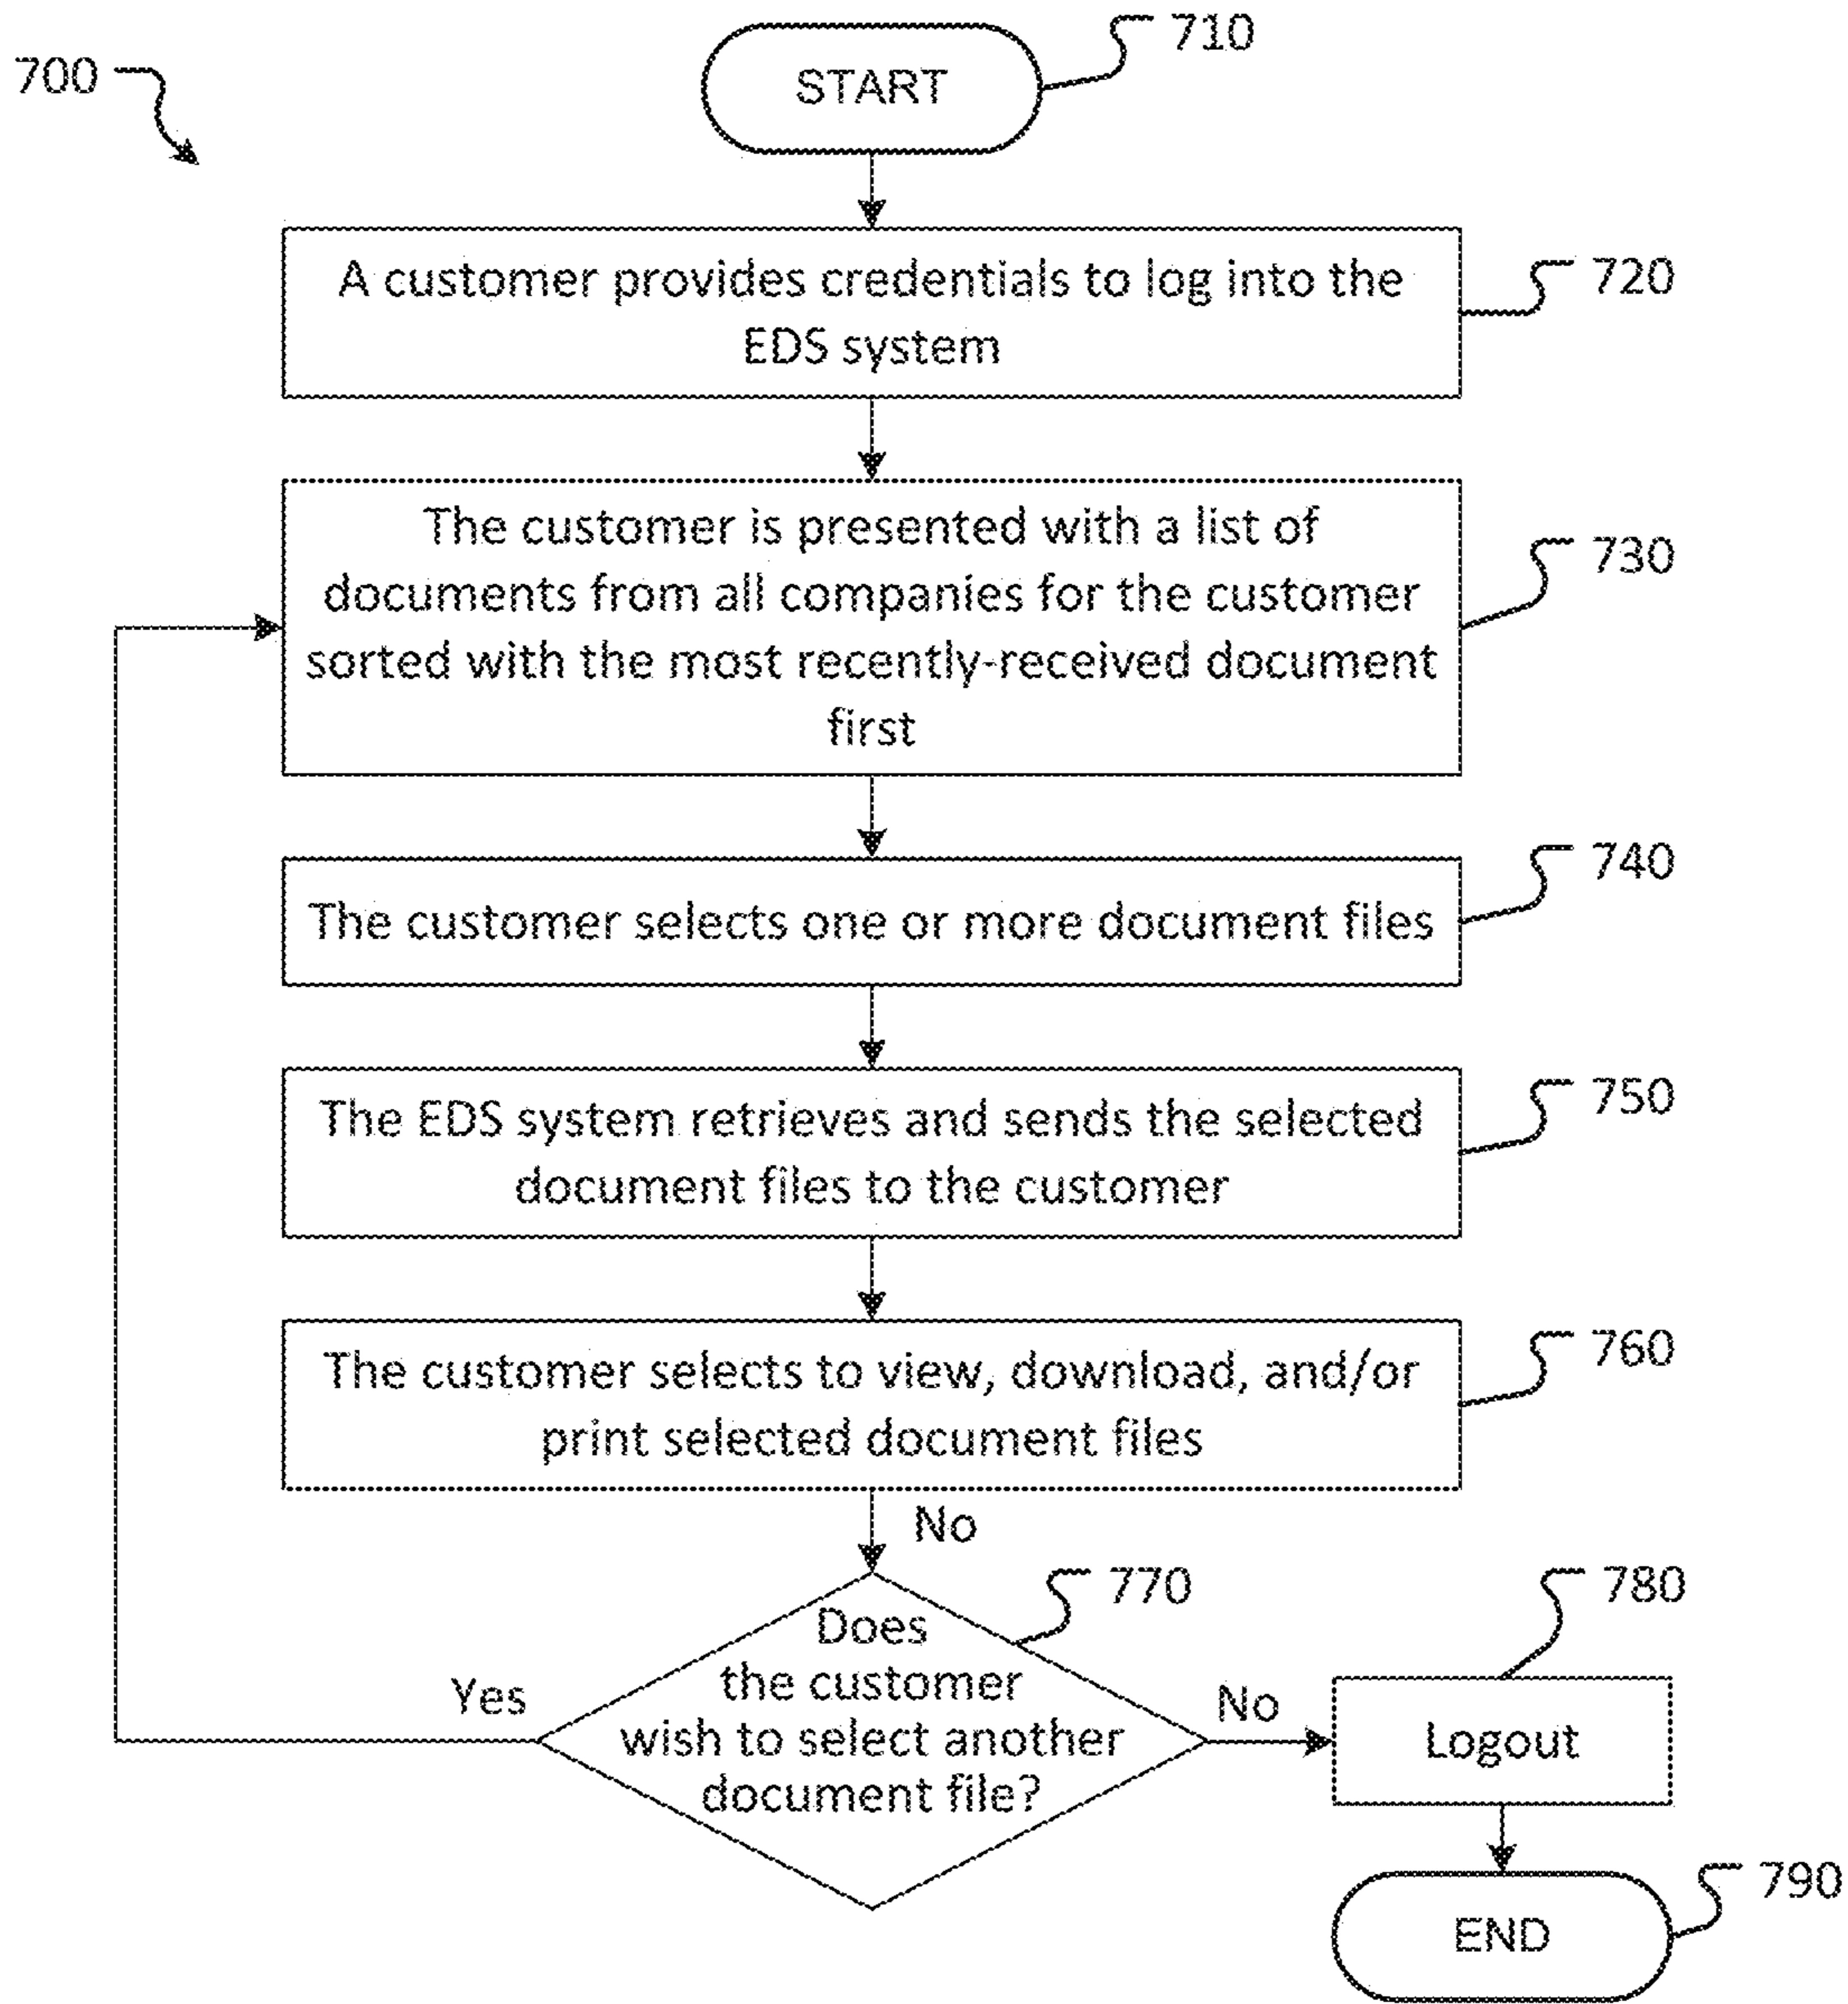 700
START
710
A customer provides credentials to log into the
EDS system
720
The customer is presented with a list of
documents from all companies for the customer
sorted with the most recently-received document
first
730
The customer selects one or more document files
740
The EDS system retrieves and sends the selected
document files to the customer
750
The customer selects to view, download, and/or
print selected document files
760
No
Does
the customer
wish to select another
document file?
770
Yes
No
Logout
780
END
790